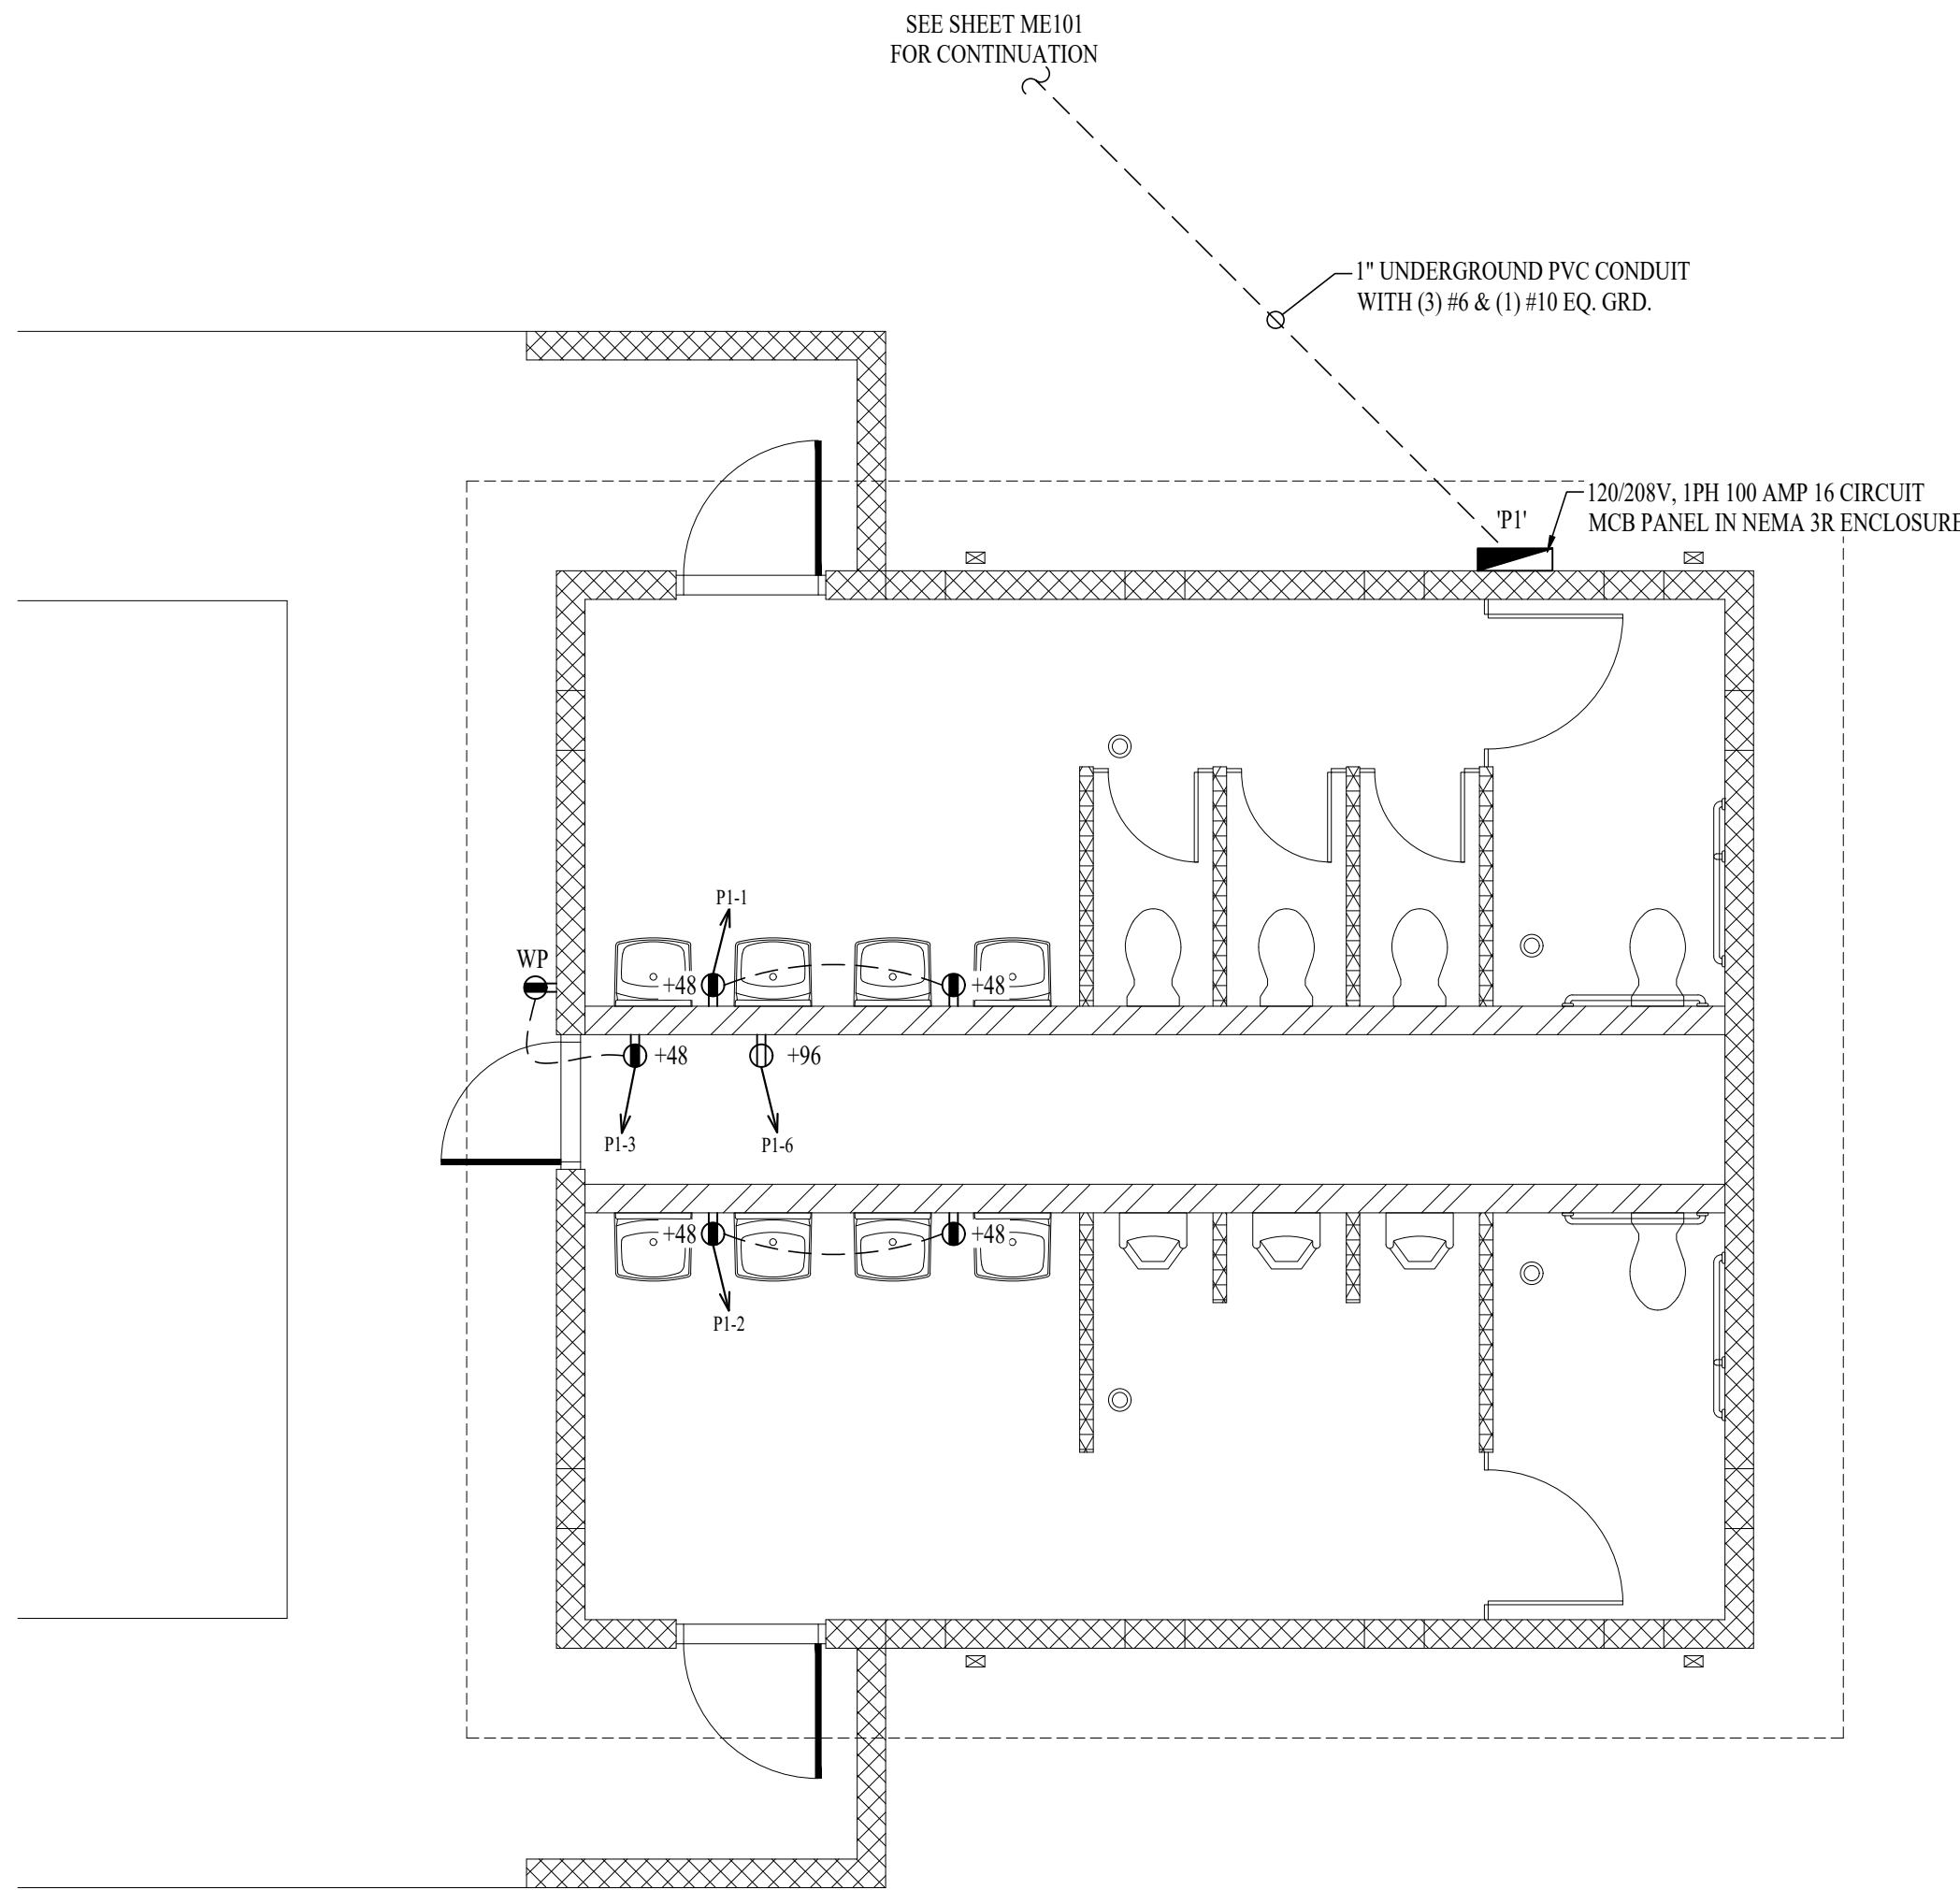 SEE SHEET ME101
FOR CONTINUATION
1" UNDERGROUND PVC CONDUIT
WITH (3) #6 & (1) #10 EQ. GRD.
120/208V, 1PH 100 AMP 16 CIRCUIT
MCB PANEL IN NEMA 3R ENCLOSURE
'P1'
P1-1
WP
+48
+48
+48
+96
P1-3
P1-6
+48
+48
P1-2